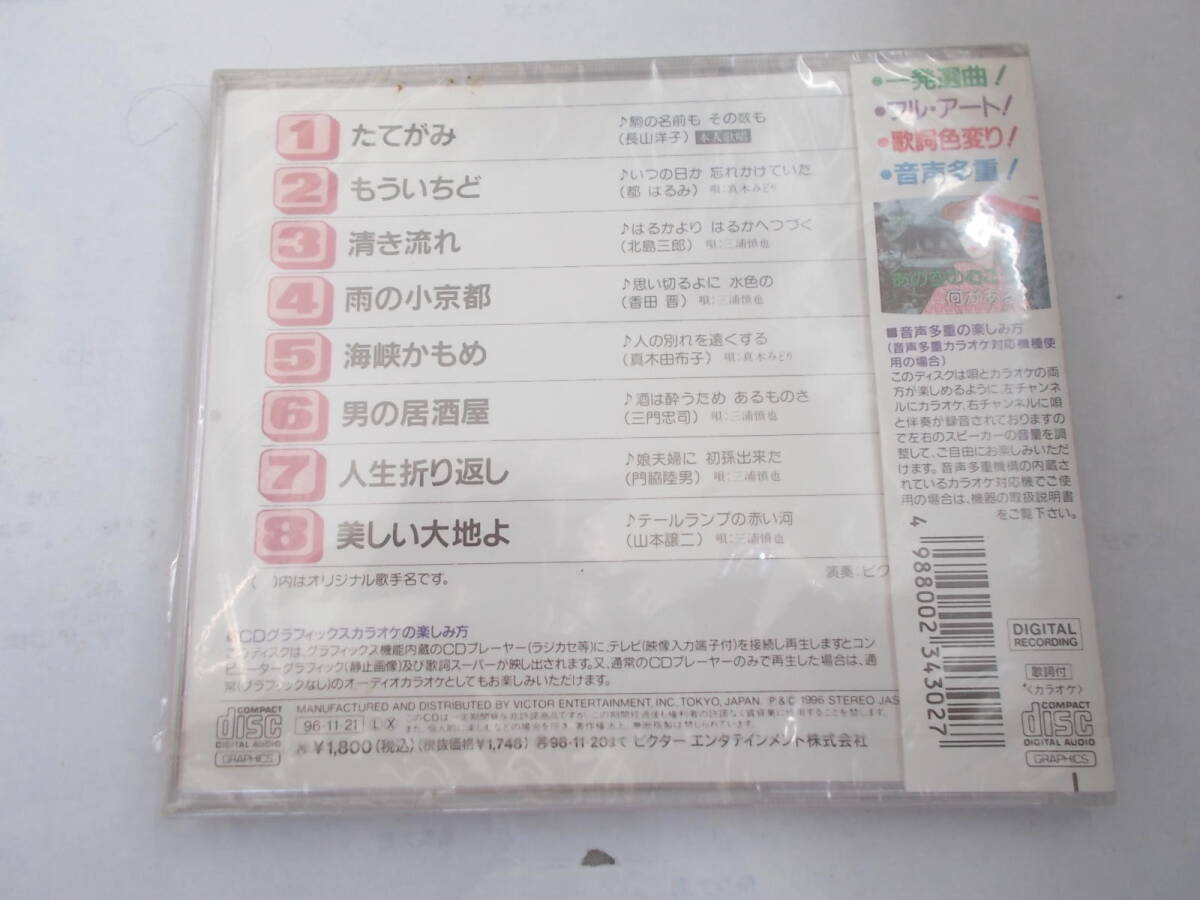 1 たてがみ
♪駒の名前も その数も
(長山洋子) 本人歌唱
2 もういちど
♪いつの日か 忘れかけていた
(都 はるみ) 唄:真木みどり
3 清き流れ
♪はるかより はるかへつづく
(北島三郎) 唄:三浦慎也
4 雨の小京都
♪思い切るよに 水色の
(香田 晋) 唄:三浦慎也
5 海峡かもめ
♪人の別れを遠くする
(真木由布子) 唄:真木みどり
6 男の居酒屋
♪酒は酔うため あるものさ
(三門忠司) 唄:三浦慎也
7 人生折り返し
♪娘夫婦に 初孫出来た
(門脇陸男) 唄:三浦慎也
8 美しい大地よ
♪テールランプの赤い河
(山本譲二) 唄:三浦慎也
( )内はオリジナル歌手名です。
演奏:ビク
■CDグラフィックスカラオケの楽しみ方
このディスクは、グラフィックス機能内蔵のCDプレーヤー(ラジカセ等)に、テレビ(映像入力端子付)を接続し再生しますとコン
ピューターグラフィック(静止画像)及び歌詞スーパーが映し出されます。又、通常のCDプレーヤーのみで再生した場合は、通
常(グラフィックなし)のオーディオカラオケとしてもお楽しみいただけます。
COMPACT disc DIGITAL AUDIO
GRAPHICS
MANUFACTURED AND DISTRIBUTED BY VICTOR ENTERTAINMENT, INC. TOKYO, JAPAN. P & C 1996 STEREO JAS
96・11・21 L X
¥1,800(税込)(税抜価格¥1,748) 98・11・20まで ビクター エンタテインメント株式会社
●一発選曲!
●フル・アート!
●歌詞色変り!
●音声多重!
■音声多重の楽しみ方
(音声多重カラオケ対応機種使
用の場合)
このディスクは唄とカラオケの両
方が楽しめるように、左チャンネ
ルにカラオケ、右チャンネルに唄
と伴奏が録音されておりますの
で左右のスピーカーの音量を調
整して、ご自由にお楽しみいただ
けます。音声多重機構の内蔵さ
れているカラオケ対応機でご使
用の場合は、機器の取扱説明書
をご覧下さい。
4 988002 343027
DIGITAL
RECORDING
歌詞付
<カラオケ>
COMPACT disc DIGITAL AUDIO
GRAPHICS